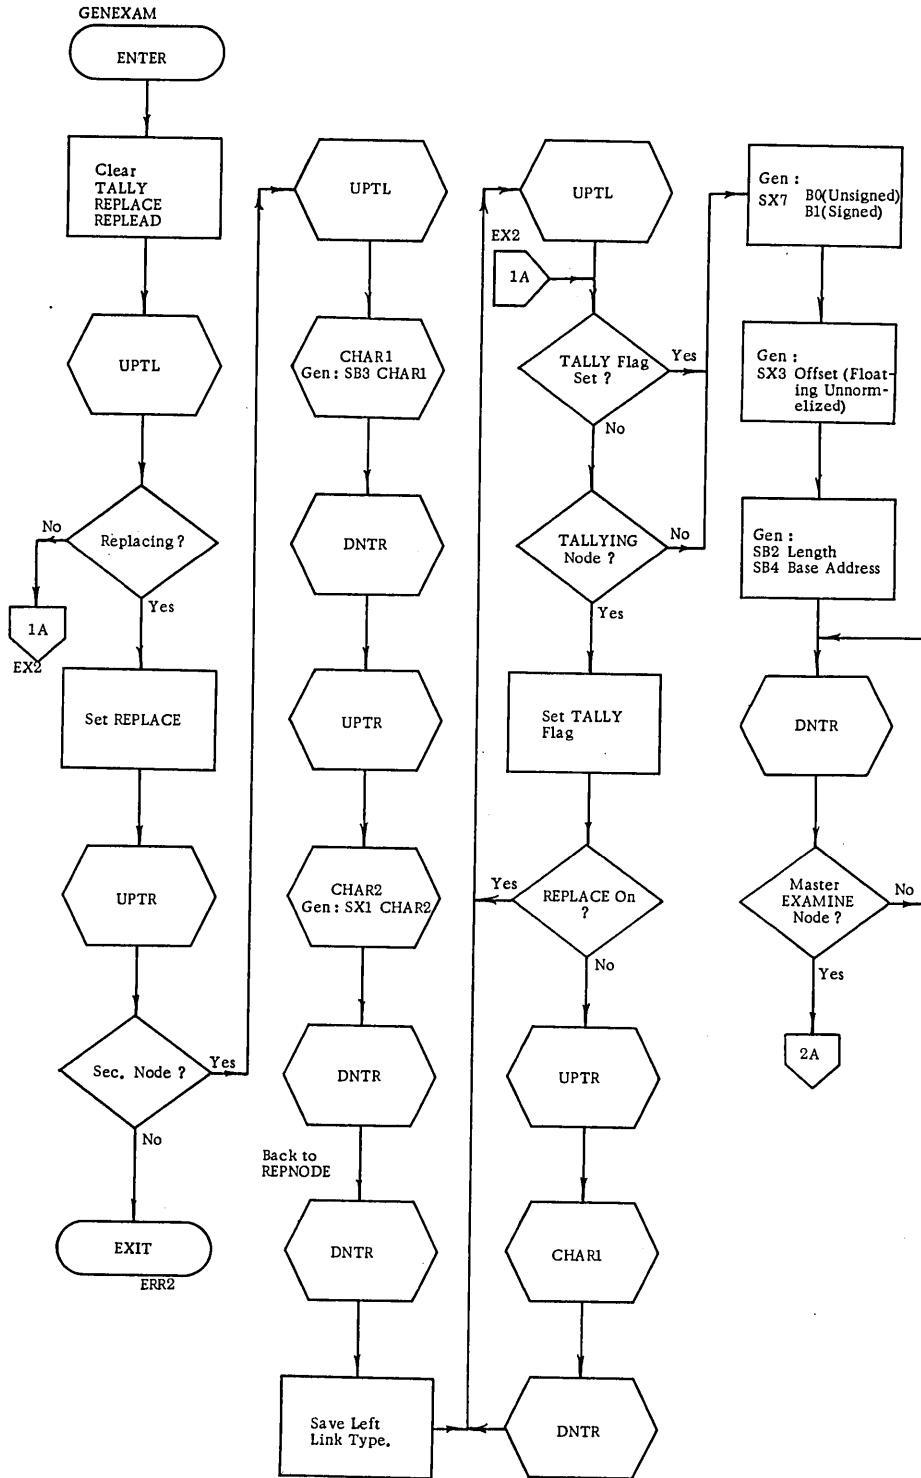 GENEXAM
ENTER
Clear
TALLY
REPLACE
REPLEAD
UPTL
Replacing ?
No
Yes
1A
EX2
Set REPLACE
UPTR
Sec. Node ?
Yes
No
EXIT
ERR2
UPTL
CHAR1
Gen: SB3 CHAR1
DNTR
UPTR
CHAR2
Gen: SX1 CHAR2
DNTR
Back to
REPNODE
DNTR
Save Left
Link Type.
UPTL
EX2
1A
TALLY Flag
Set ?
Yes
No
TALLYING
Node ?
No
Yes
Set TALLY
Flag
REPLACE On
?
Yes
No
UPTR
CHAR1
DNTR
Gen :
SX7 B0(Unsigned)
B1(Signed)
Gen :
SX3 Offset (Float-
ing Unnorm-
elized)
Gen :
SB2 Length
SB4 Base Address
DNTR
Master
EXAMINE
Node ?
No
Yes
2A